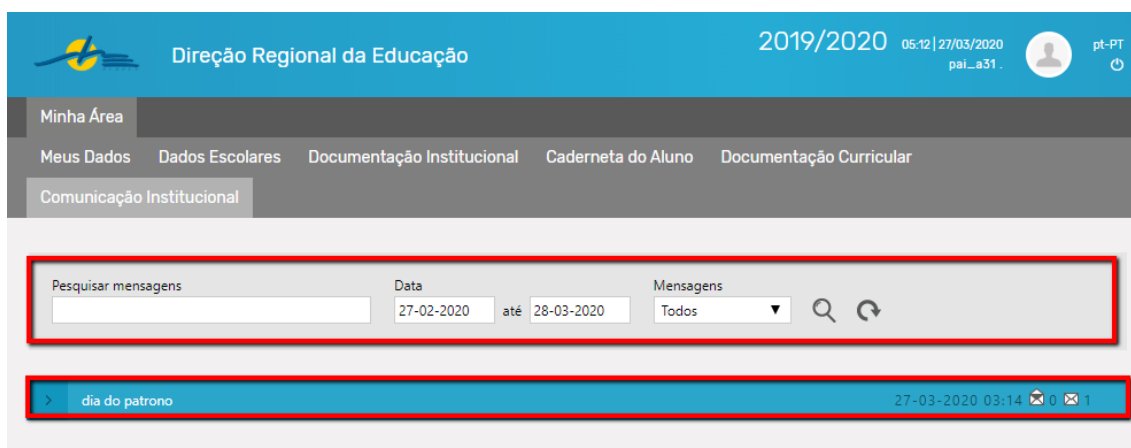 Direção Regional da Educação
2019/2020 05:12 | 27/03/2020
pai_a31 .
pt-PT
Minha Área
Meus Dados Dados Escolares Documentação Institucional Caderneta do Aluno Documentação Curricular
Comunicação Institucional
Pesquisar mensagens Data Mensagens
27-02-2020 até 28-03-2020 Todos
dia do patrono 27-03-2020 03:14 0 1